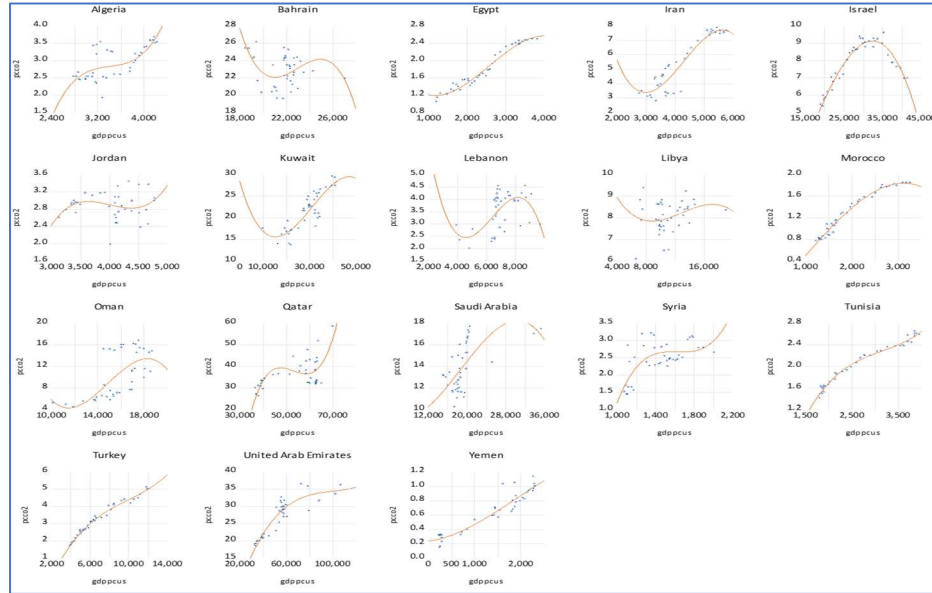 Algeria
4.0
3.5
3.0
2.5
2.0
1.5
2,400 3,200 4,000
gdppcus
pcco2
Bahrain
28
26
24
22
20
18
18,000 22,000 26,000
gdppcus
pcco2
Egypt
2.8
2.4
2.0
1.6
1.2
0.8
1,000 2,000 3,000 4,000
gdppcus
pcco2
Iran
8
7
6
5
4
3
2
2,000 3,000 4,000 5,000 6,000
gdppcus
pcco2
Israel
10
9
8
7
6
5
15,000 25,000 35,000 45,000
gdppcus
pcco2
Jordan
3.6
3.2
2.8
2.4
2.0
1.6
3,000 3,500 4,000 4,500 5,000
gdppcus
pcco2
Kuwait
30
25
20
15
10
0 10,000 30,000 50,000
gdppcus
pcco2
Lebanon
5.0
4.5
4.0
3.5
3.0
2.5
2.0
1.5
2,000 4,000 6,000 8,000
gdppcus
pcco2
Libya
10
9
8
7
6
4,000 8,000 16,000
gdppcus
pcco2
Morocco
2.0
1.6
1.2
0.8
0.4
1,000 2,000 3,000
gdppcus
pcco2
Oman
20
16
12
8
4
10,000 14,000 18,000
gdppcus
pcco2
Qatar
60
50
40
30
20
30,000 50,000 70,000
gdppcus
pcco2
Saudi Arabia
18
16
14
12
10
12,000 20,000 28,000 36,000
gdppcus
pcco2
Syria
3.5
3.0
2.5
2.0
1.5
1.2
1,000 1,400 1,800 2,200
gdppcus
pcco2
Tunisia
2.8
2.4
2.0
1.6
1.2
1,500 2,500 3,500
gdppcus
pcco2
Turkey
6
5
4
3
2
1
2,000 6,000 10,000 14,000
gdppcus
pcco2
United Arab Emirates
40
35
30
25
20
15
20,000 60,000 100,000
gdppcus
pcco2
Yemen
1.2
1.0
0.8
0.6
0.4
0.2
0.0
0 500 1,000 2,000
gdppcus
pcco2